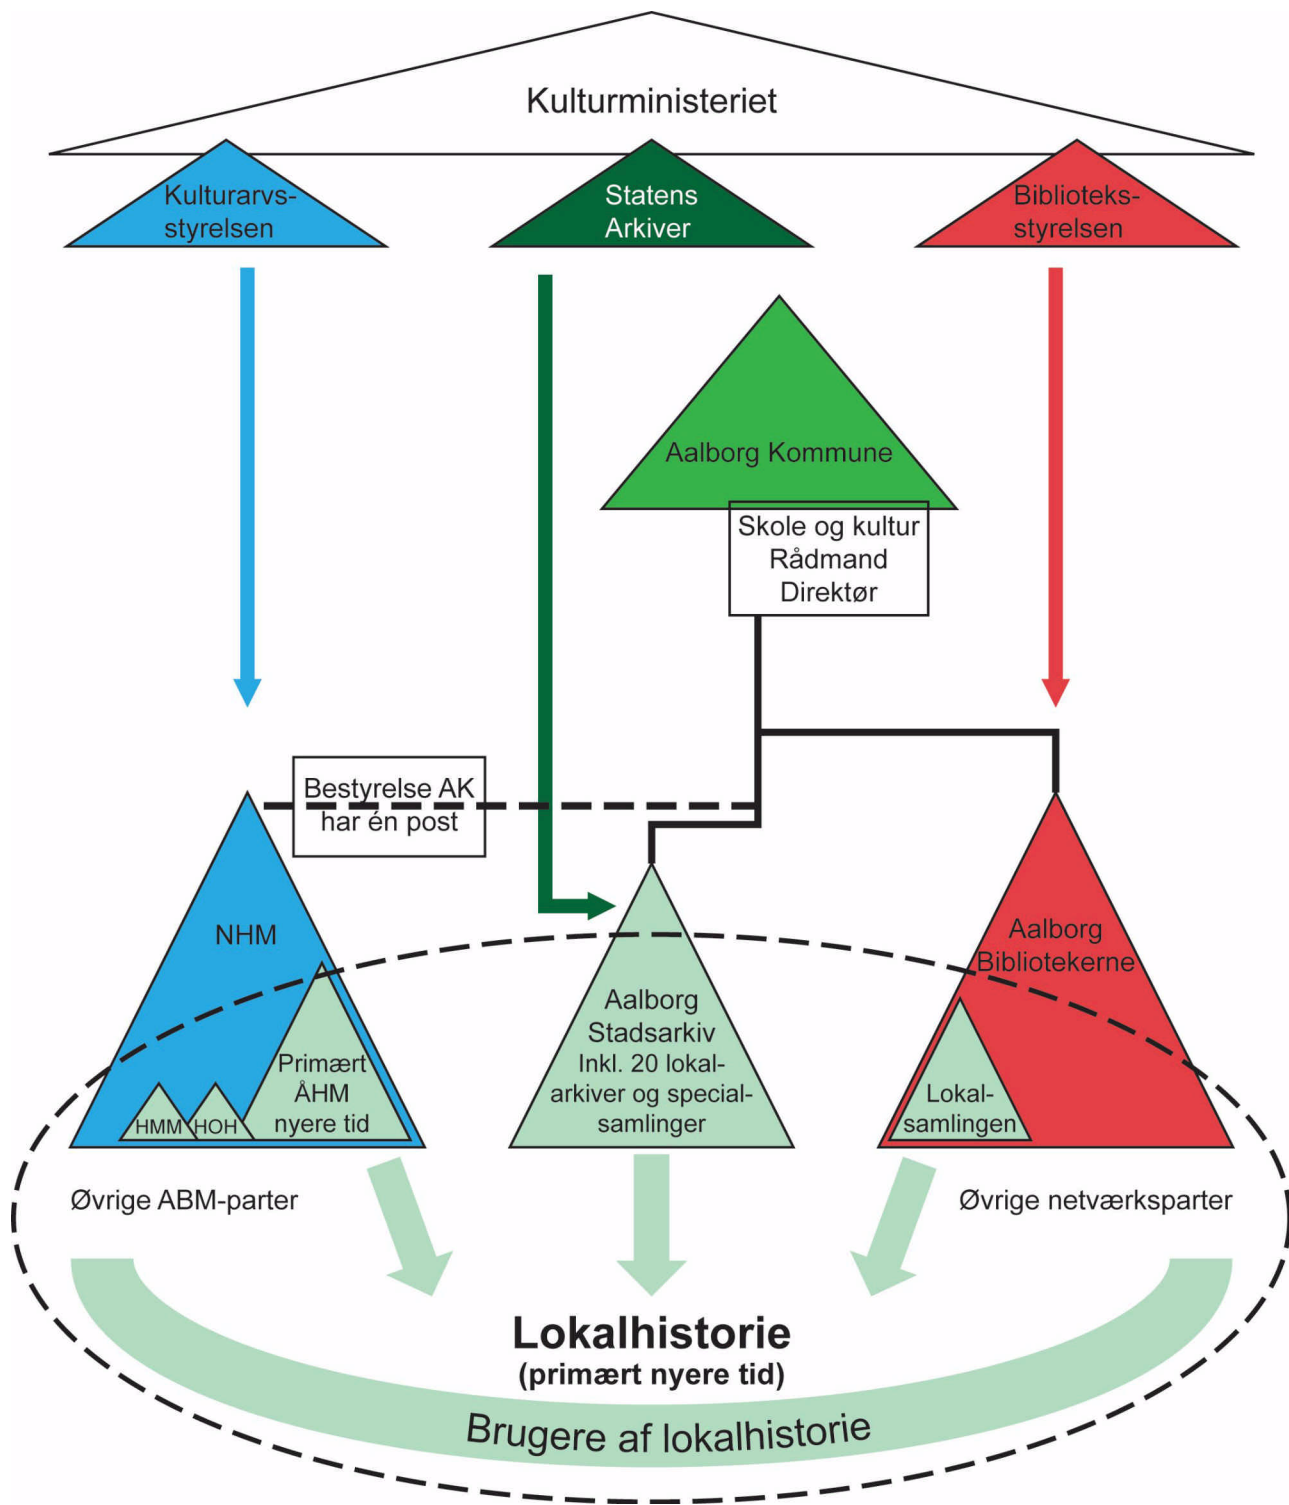 Kulturministeriet
Kulturarvs-
styrelsen
Statens
Arkiver
Biblioteks-
styrelsen
Aalborg Kommune
Skole og kultur
Rådmand
Direktør
Bestyrelse AK
har én post
NHM
Primært
ÅHM
nyere tid
HMM
HOH
Aalborg
Stadsarkiv
Inkl. 20 lokal-
arkiver og special-
samlinger
Aalborg
Bibliotekerne
Lokal-
samlingen
Øvrige ABM-parter
Øvrige netværksparter
Lokalhistorie
(primært nyere tid)
Brugere af lokalhistorie